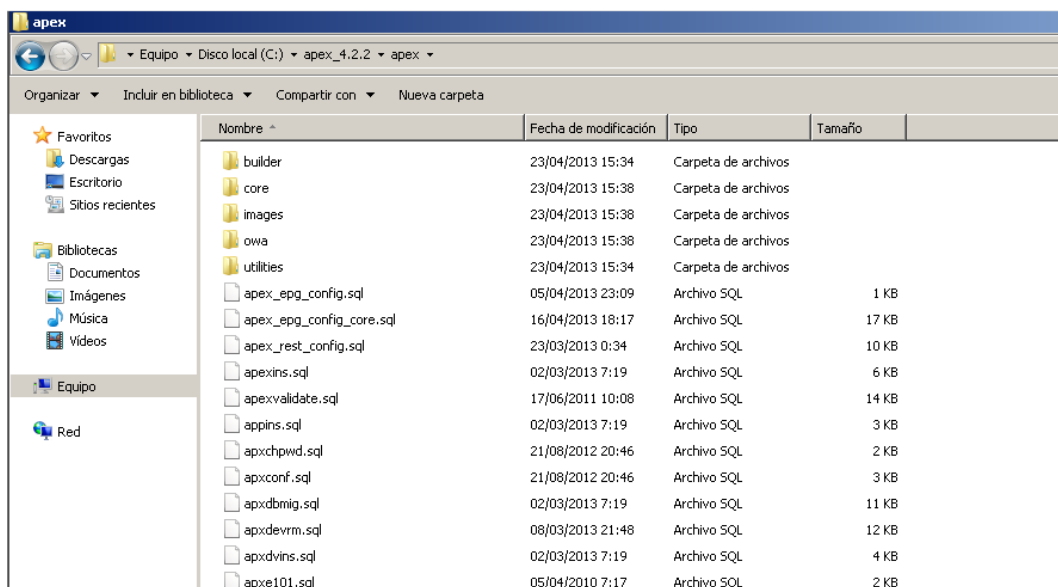 apex
Equipo Disco local (C:) apex_4.2.2 apex
Organizar Incluir en biblioteca Compartir con Nueva carpeta
Favoritos
Descargas
Escritorio
Sitios recientes
Bibliotecas
Documentos
Imágenes
Música
Vídeos
Equipo
Red
Nombre Fecha de modificación Tipo Tamaño
builder 23/04/2013 15:34 Carpeta de archivos
core 23/04/2013 15:38 Carpeta de archivos
images 23/04/2013 15:38 Carpeta de archivos
owa 23/04/2013 15:38 Carpeta de archivos
utilities 23/04/2013 15:34 Carpeta de archivos
apex_epg_config.sql 05/04/2013 23:09 Archivo SQL 1 KB
apex_epg_config_core.sql 16/04/2013 18:17 Archivo SQL 17 KB
apex_rest_config.sql 23/03/2013 0:34 Archivo SQL 10 KB
apexins.sql 02/03/2013 7:19 Archivo SQL 6 KB
apexvalidate.sql 17/06/2011 10:08 Archivo SQL 14 KB
appins.sql 02/03/2013 7:19 Archivo SQL 3 KB
apxchpwd.sql 21/08/2012 20:46 Archivo SQL 2 KB
apxconf.sql 21/08/2012 20:46 Archivo SQL 3 KB
apxdbmig.sql 02/03/2013 7:19 Archivo SQL 11 KB
apxdevrm.sql 08/03/2013 21:48 Archivo SQL 12 KB
apxdvins.sql 02/03/2013 7:19 Archivo SQL 4 KB
apxe101.sql 05/04/2010 7:17 Archivo SQL 2 KB